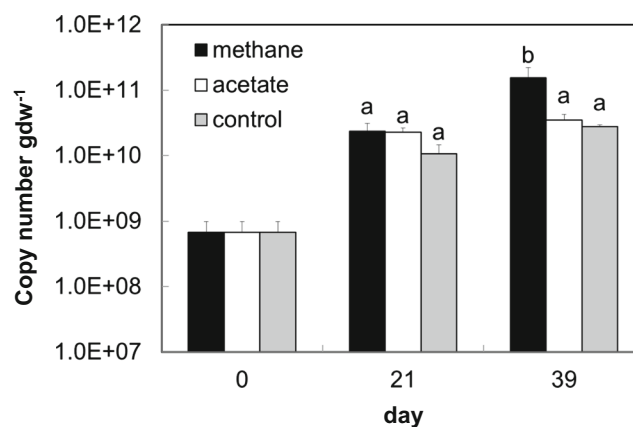 1.0E+12
1.0E+11
1.0E+10
1.0E+09
1.0E+08
1.0E+07
Copy number gdw⁻¹
methane
acetate
control
a a a
b a a
0 21 39
day